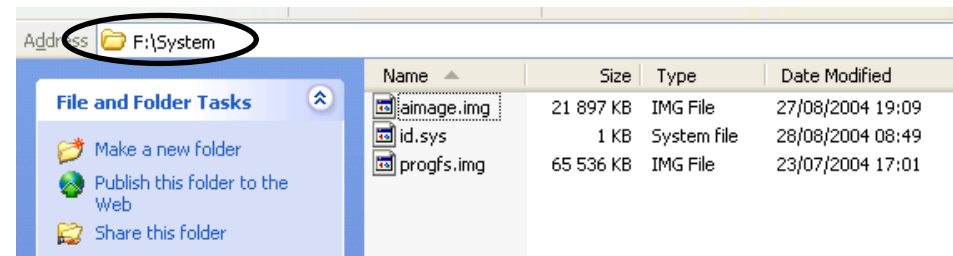 Address F:\System
Name Size Type Date Modified
File and Folder Tasks
aimage.img 21 897 KB IMG File 27/08/2004 19:09
id.sys 1 KB System file 28/08/2004 08:49
progfs.img 65 536 KB IMG File 23/07/2004 17:01
Make a new folder
Publish this folder to the
Web
Share this folder